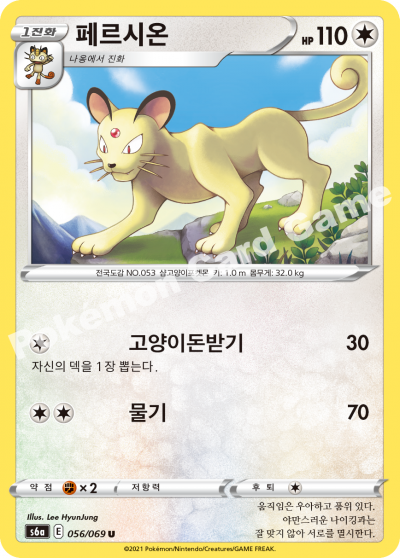 1진화
페르시온
HP 110
나옹에서 진화
전국도감 NO.053 샴고양이포켓몬 키: 1.0 m 몸무게: 32.0 kg
고양이돈받기 30
자신의 덱을 1장 뽑는다.
물기 70
약점 ×2 저항력 후퇴
Illus. Lee HyunJung
s6a E 056/069 U
움직임은 우아하고 품위 있다.
야만스러운 나이킹과는
잘 맞지 않아 서로를 멸시한다.
©2021 Pokémon/Nintendo/Creatures/GAME FREAK.
Pokémon Card Game